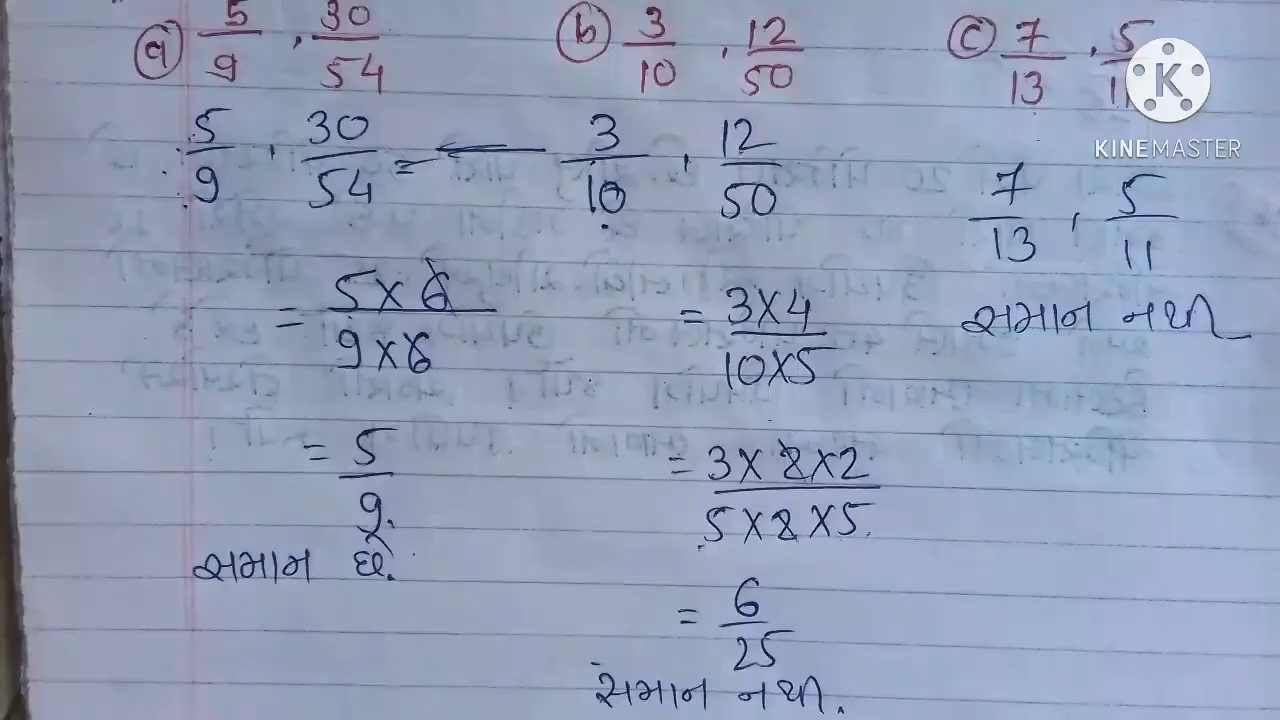 ⓐ 5/9 , 30/54 ⓑ 3/10 , 12/50 ⓒ 7/13 , 5/11
5/9 , 30/54 = ← 3/10 , 12/50
7/13 , 5/11
= 5×6/9×6
= 3×4/10×5
સમાન નથી
= 5/9.
= 3×2×2/5×2×5.
સમાન છે.
= 6/25
સમાન નથી.
KINEMASTER